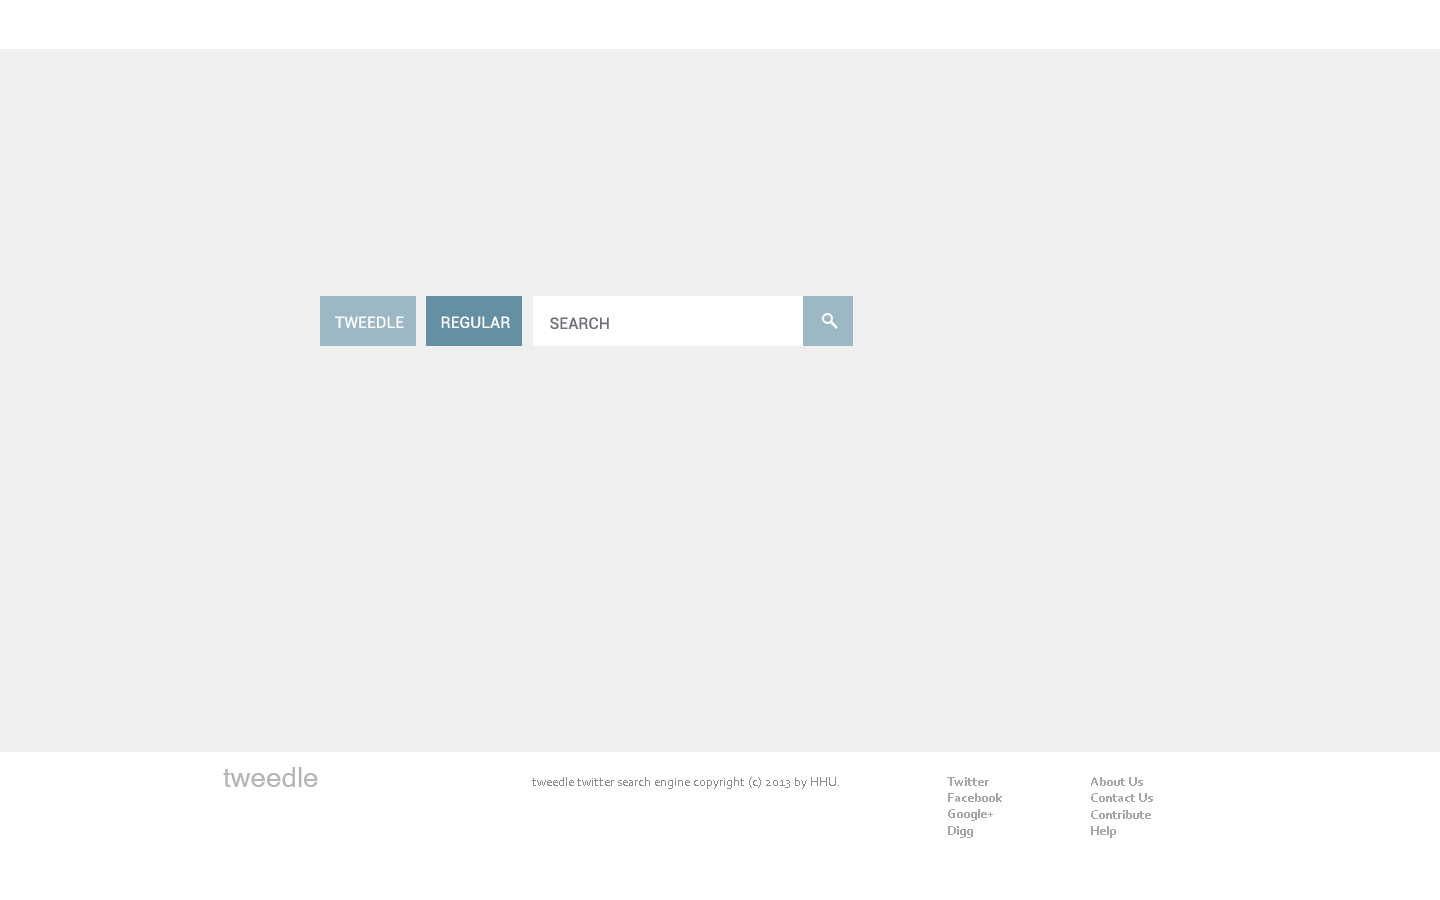 TWEEDLE REGULAR SEARCH
tweedle
tweedle twitter search engine copyright (c) 2013 by HHU.
Twitter
Facebook
Google+
Digg
About Us
Contact Us
Contribute
Help